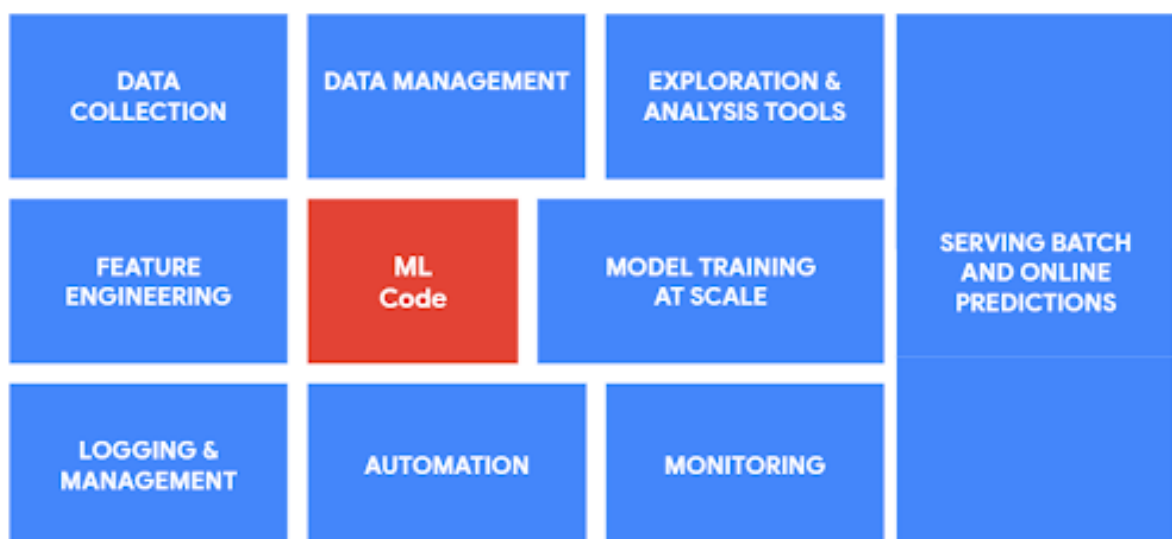 DATA
COLLECTION
DATA MANAGEMENT
EXPLORATION &
ANALYSIS TOOLS
FEATURE
ENGINEERING
ML
Code
MODEL TRAINING
AT SCALE
SERVING BATCH
AND ONLINE
PREDICTIONS
LOGGING &
MANAGEMENT
AUTOMATION
MONITORING